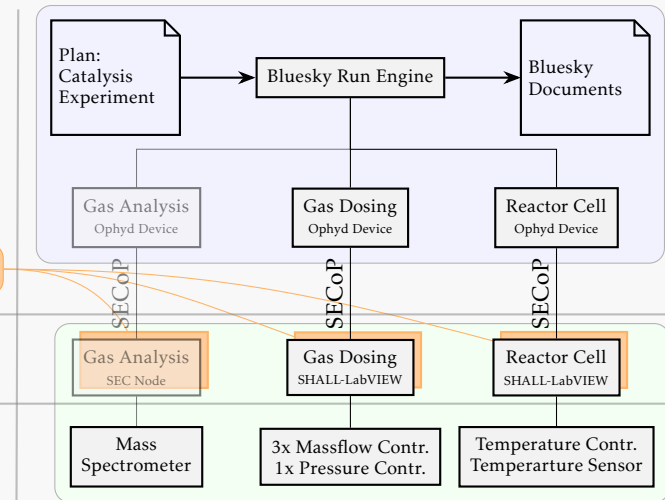 Plan:
Catalysis
Experiment
Bluesky Run Engine
Bluesky
Documents
Gas Analysis
Ophyd Device
Gas Dosing
Ophyd Device
Reactor Cell
Ophyd Device
SECoP
SECoP
SECoP
Gas Analysis
SEC Node
Gas Dosing
SHALL-LabVIEW
Reactor Cell
SHALL-LabVIEW
Mass
Spectrometer
3x Massflow Contr.
1x Pressure Contr.
Temperature Contr.
Temperarture Sensor